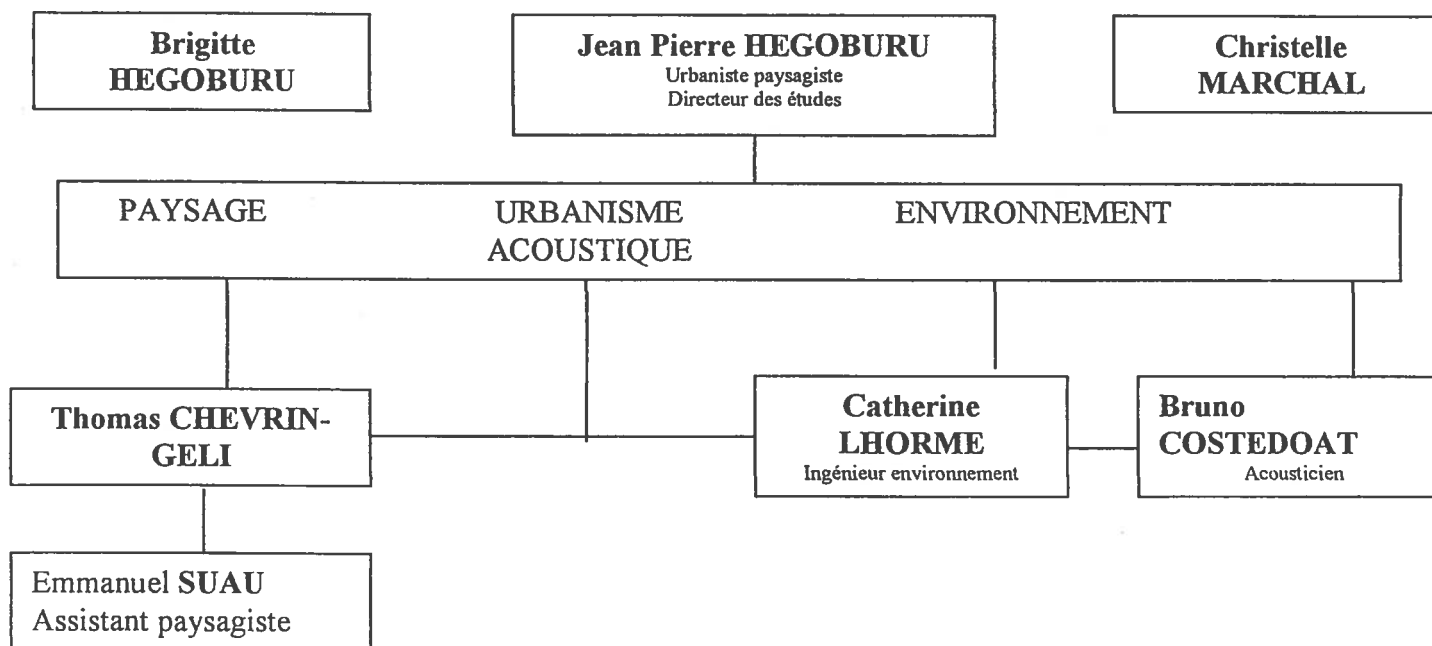 Brigitte
HEGOBURU
Jean Pierre HEGOBURU
Urbaniste paysagiste
Directeur des études
Christelle
MARCHAL
PAYSAGE
URBANISME
ACOUSTIQUE
ENVIRONNEMENT
Thomas CHEVRIN-
GELI
Catherine
LHORME
Ingénieur environnement
Bruno
COSTEDOAT
Acousticien
Emmanuel SUAU
Assistant paysagiste